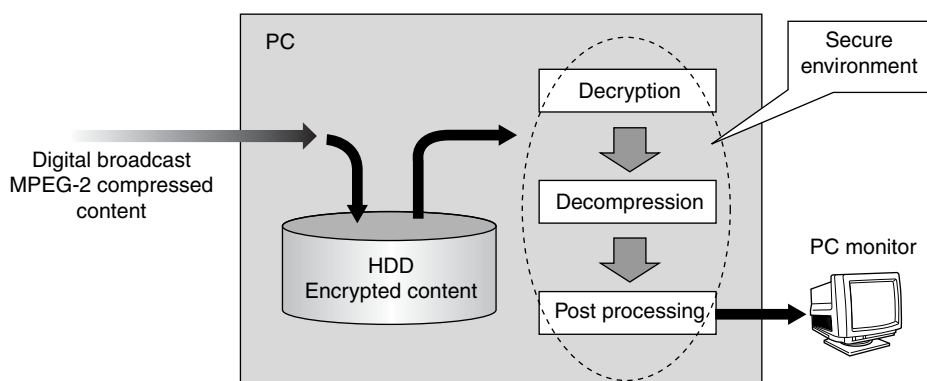 PC
Secure
environment
Decryption
Digital broadcast
MPEG-2 compressed
content
Decompression
HDD
Encrypted content
Post processing
PC monitor